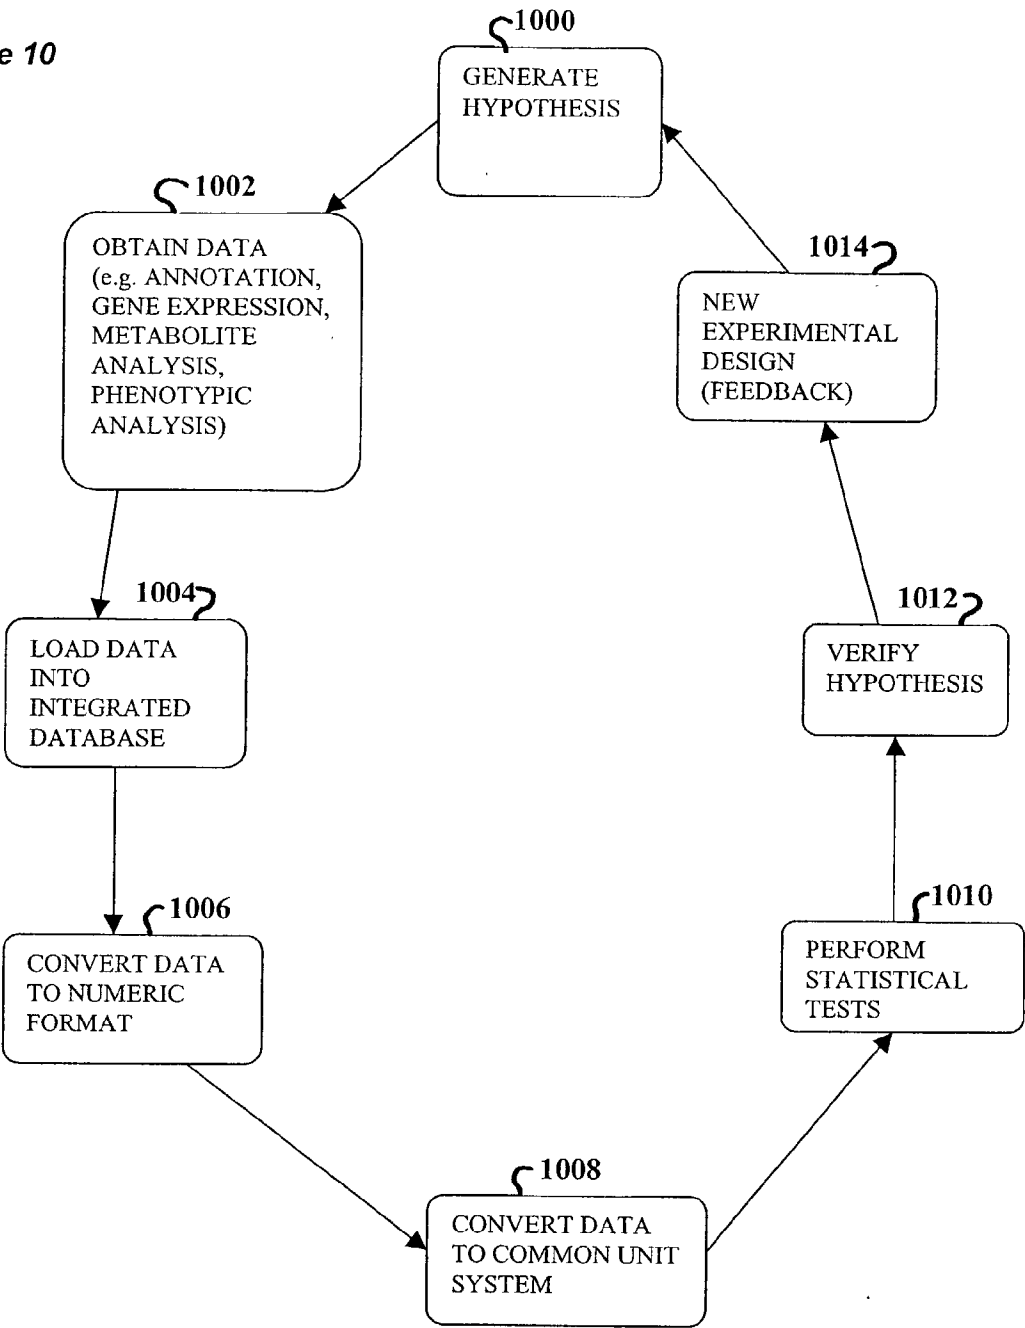 e 10
1000
GENERATE
HYPOTHESIS
1002
OBTAIN DATA
(e.g. ANNOTATION,
GENE EXPRESSION,
METABOLITE
ANALYSIS,
PHENOTYPIC
ANALYSIS)
1004
LOAD DATA
INTO
INTEGRATED
DATABASE
1006
CONVERT DATA
TO NUMERIC
FORMAT
1008
CONVERT DATA
TO COMMON UNIT
SYSTEM
1010
PERFORM
STATISTICAL
TESTS
1012
VERIFY
HYPOTHESIS
1014
NEW
EXPERIMENTAL
DESIGN
(FEEDBACK)